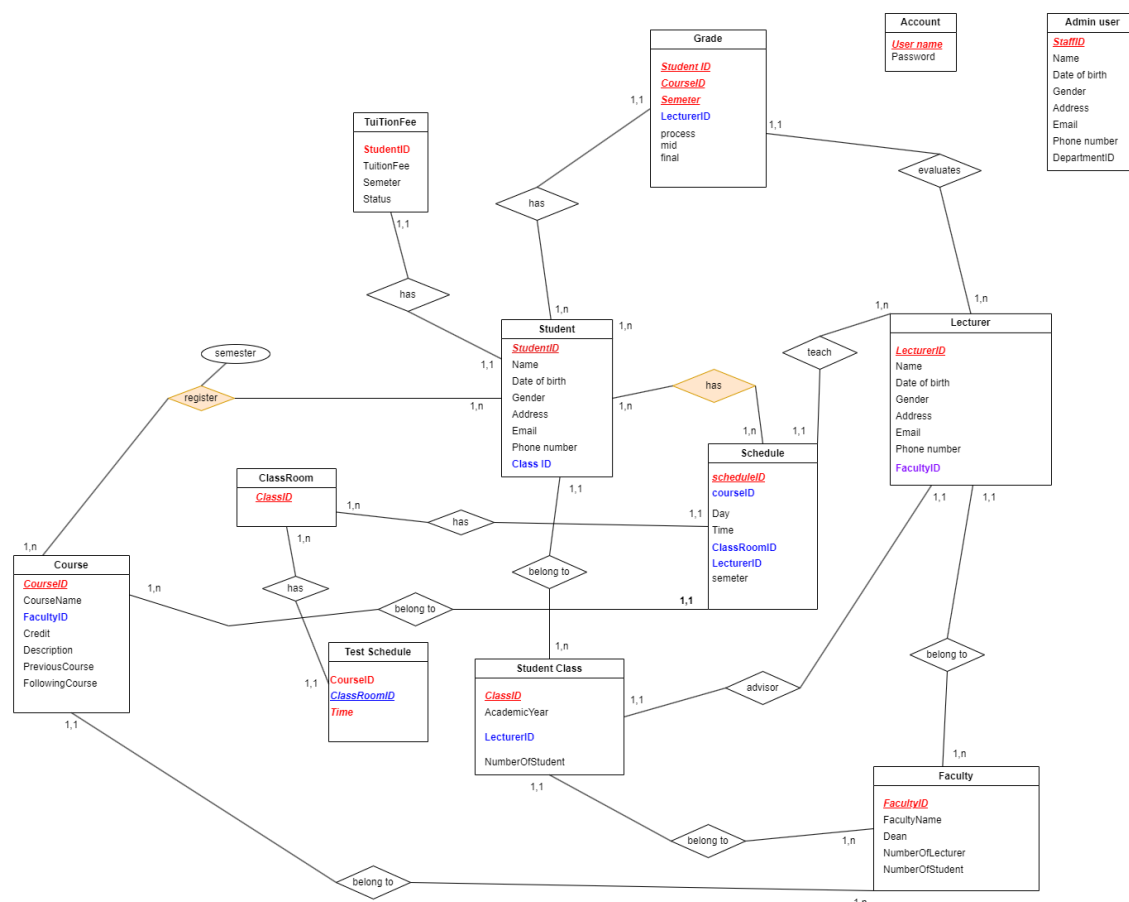 Account
User name
Password
Admin user
StaffID
Name
Date of birth
Gender
Address
Email
Phone number
DepartmentID
Grade
Student ID
CourseID
Semeter
LecturerID
process
mid
final
1,1
1,1
TuiTionFee
StudentID
TuitionFee
Semeter
Status
1,1
has
evaluates
has
1,n
1,n
1,n
1,n
Student
StudentID
Name
Date of birth
Gender
Address
Email
Phone number
Class ID
1,1
1,n
1,n
1,1
semester
register
has
teach
1,n
1,1
Lecturer
LecturerID
Name
Date of birth
Gender
Address
Email
Phone number
FacultyID
1,1
1,1
Schedule
scheduleID
courseID
Day
Time
ClassRoomID
LecturerID
semeter
1,1
1,1
ClassRoom
ClassID
1,n
1,n
has
has
belong to
Course
CourseID
CourseName
FacultyID
Credit
Description
PreviousCourse
FollowingCourse
1,n
1,n
1,1
belong to
Test Schedule
CourseID
ClassRoomID
Time
1,1
1,n
Student Class
ClassID
AcademicYear
LecturerID
NumberOfStudent
1,1
1,1
advisor
belong to
1,n
Faculty
FacultyID
FacultyName
Dean
NumberOfLecturer
NumberOfStudent
belong to
1,n
belong to
1,n